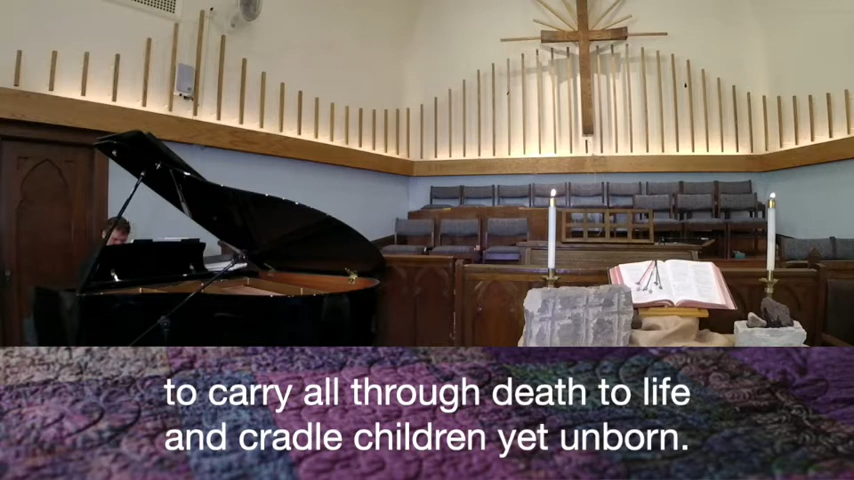 to carry all through death to life
and cradle children yet unborn.